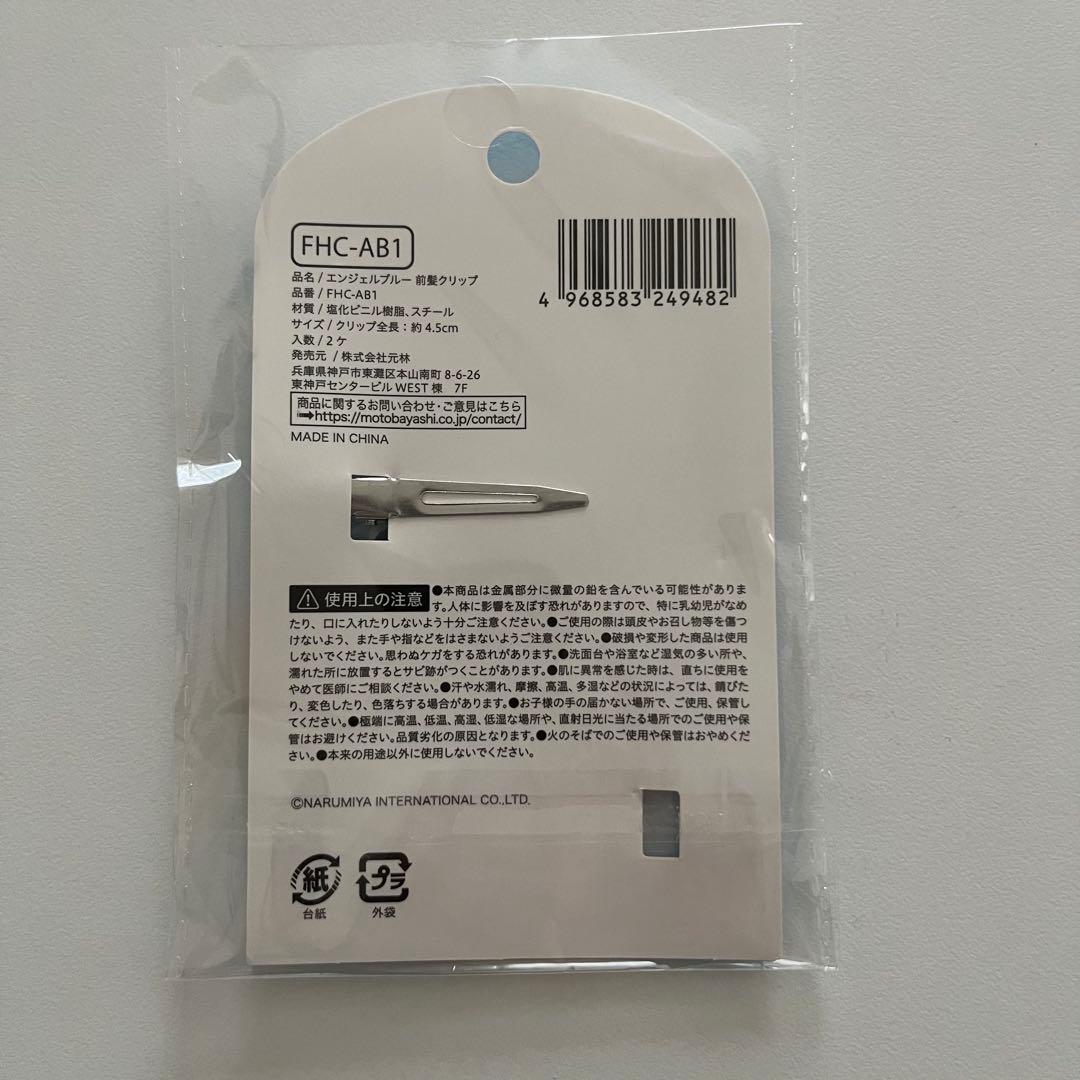 FHC-AB1
品名 / エンジェルブルー 前髪クリップ
品番 / FHC-AB1
材質 / 塩化ビニル樹脂、スチール
サイズ / クリップ全長：約 4.5cm
入数 / 2 ケ
発売元 / 株式会社元林
兵庫県神戸市東灘区本山南町 8-6-26
東神戸センタービル WEST 棟 7F
商品に関するお問い合わせ・ご意見はこちら
➡https://motobayashi.co.jp/contact/
MADE IN CHINA
4 968583 249482
⚠ 使用上の注意 ●本商品は金属部分に微量の鉛を含んでいる可能性がありま
す。人体に影響を及ぼす恐れがありますので、特に乳幼児がなめ
たり、口に入れたりしないよう十分ご注意ください。●ご使用の際は頭皮やお召し物等を傷つ
けないよう、また手や指などをはさまないようご注意ください。●破損や変形した商品は使用
しないでください。思わぬケガをする恐れがあります。●洗面台や浴室など湿気の多い所や、
濡れた所に放置するとサビ跡がつくことがあります。●肌に異常を感じた時は、直ちに使用を
やめて医師にご相談ください。●汗や水濡れ、摩擦、高温、多湿などの状況によっては、錆びた
り、変色したり、色落ちする場合があります。●お子様の手の届かない場所で、ご使用、保管し
てください。●極端に高温、低温、高湿、低湿な場所や、直射日光に当たる場所でのご使用や保
管はお避けください。品質劣化の原因となります。●火のそばでのご使用や保管はおやめくだ
さい。●本来の用途以外に使用しないでください。
©NARUMIYA INTERNATIONAL CO.,LTD.
紙 プラ
台紙 外袋